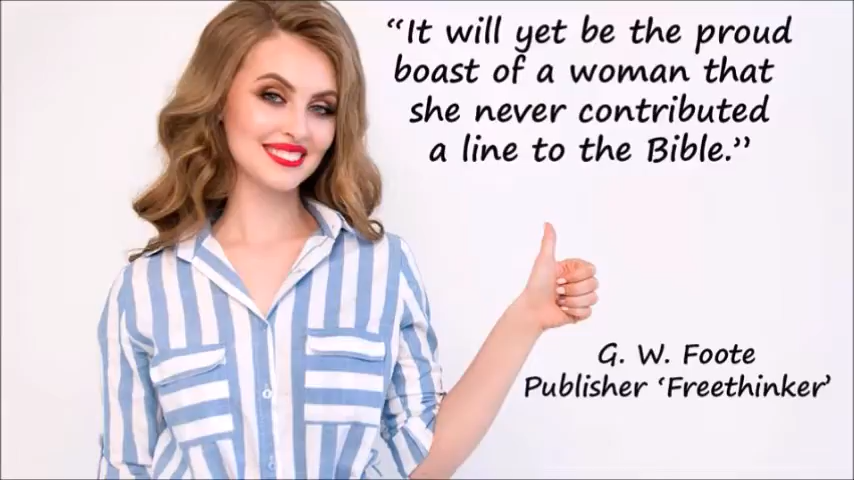 “It will yet be the proud
boast of a woman that
she never contributed
a line to the Bible.”
G. W. Foote
Publisher ‘Freethinker’